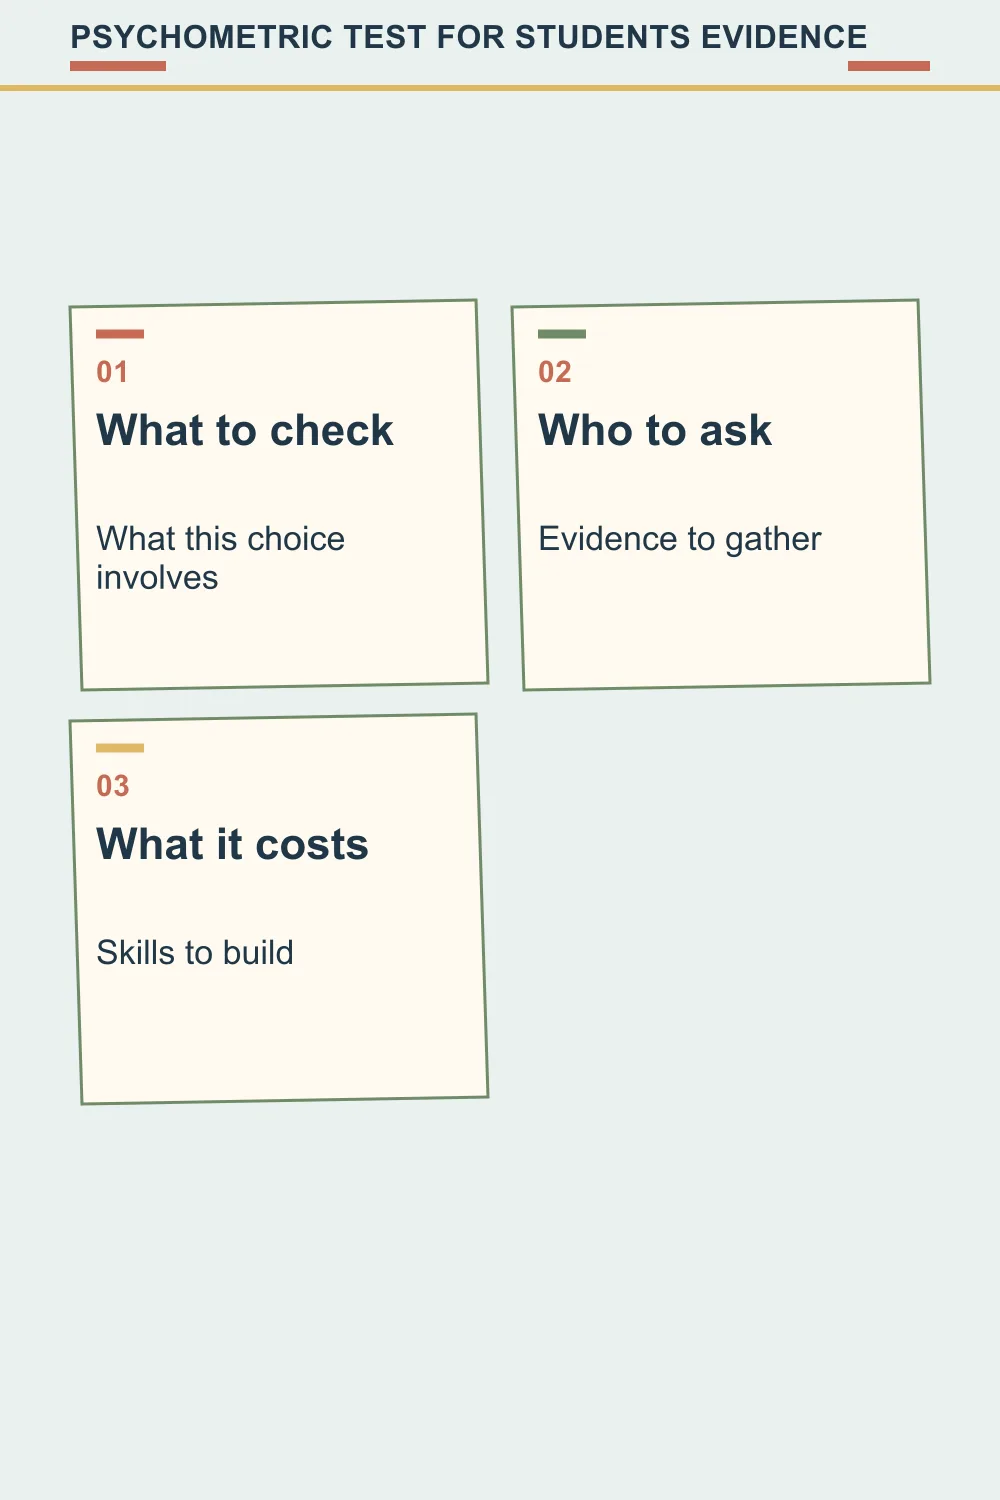 PSYCHOMETRIC TEST FOR STUDENTS EVIDENCE
01
What to check
What this choice
involves
02
Who to ask
Evidence to gather
03
What it costs
Skills to build